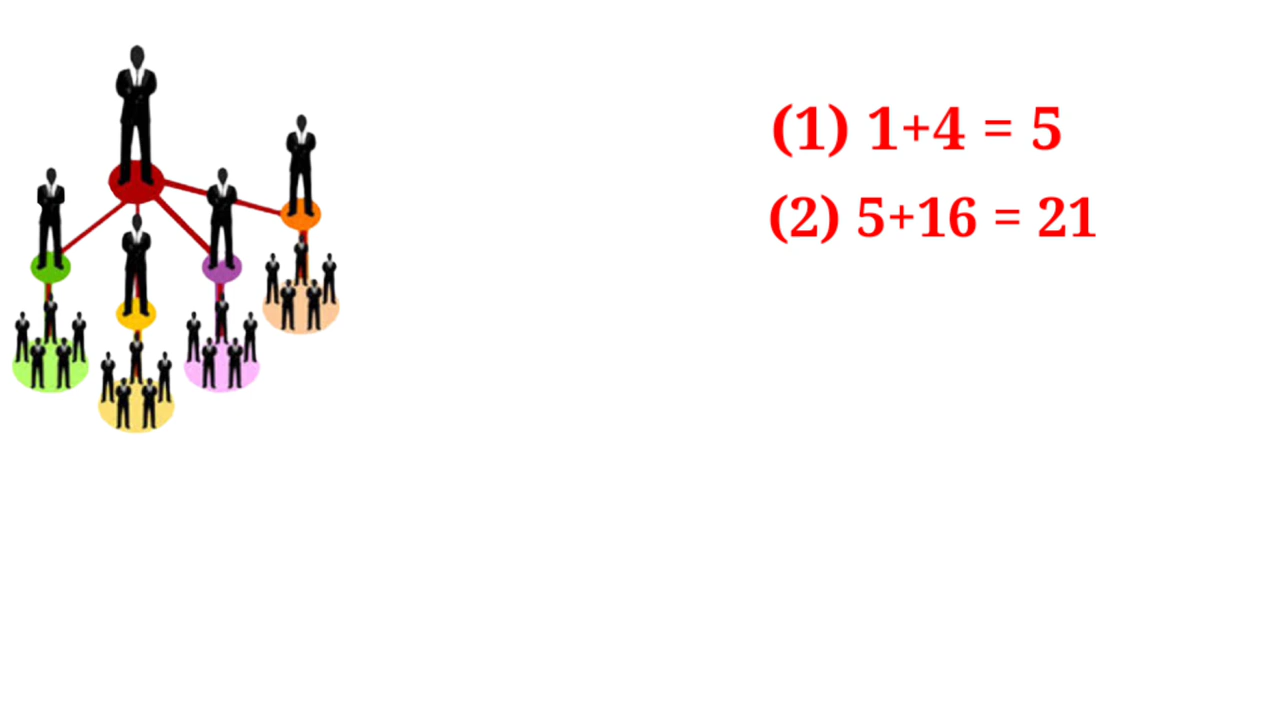 (1) 1+4 = 5
(2) 5+16 = 21